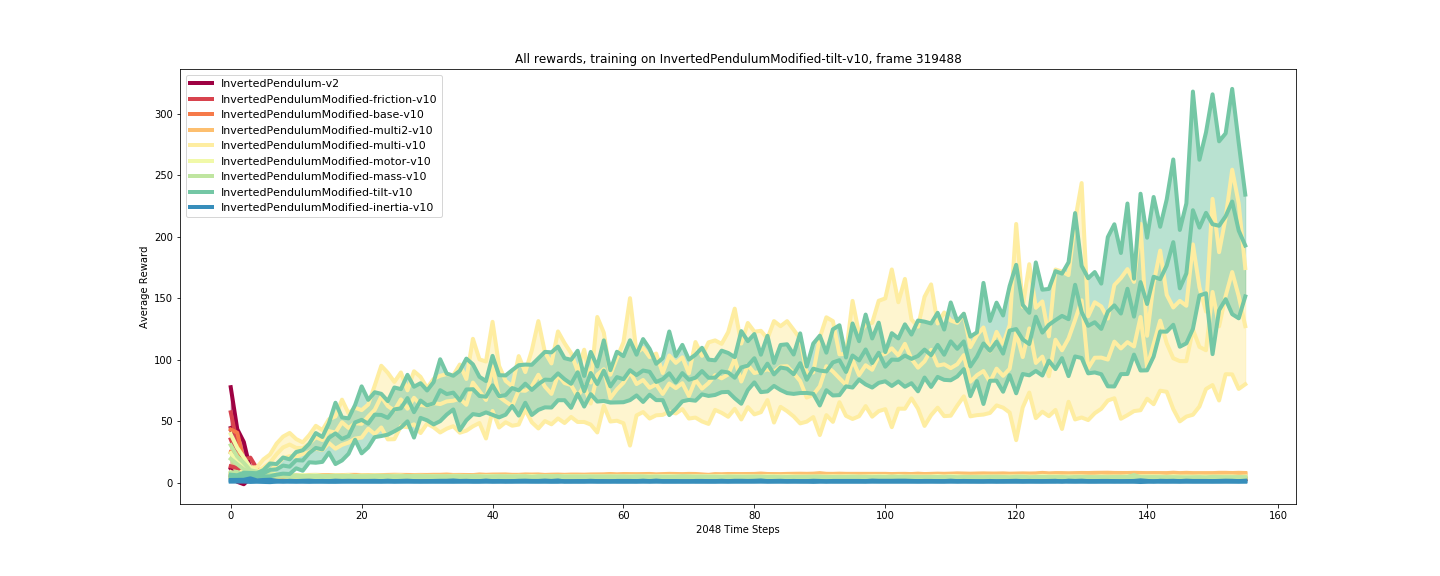 All rewards, training on InvertedPendulumModified-tilt-v10, frame 319488
InvertedPendulum-v2
InvertedPendulumModified-friction-v10
InvertedPendulumModified-base-v10
InvertedPendulumModified-multi2-v10
InvertedPendulumModified-multi-v10
InvertedPendulumModified-motor-v10
InvertedPendulumModified-mass-v10
InvertedPendulumModified-tilt-v10
InvertedPendulumModified-inertia-v10
Average Reward
300
250
200
150
100
50
0
0 20 40 60 80 100 120 140 160
2048 Time Steps